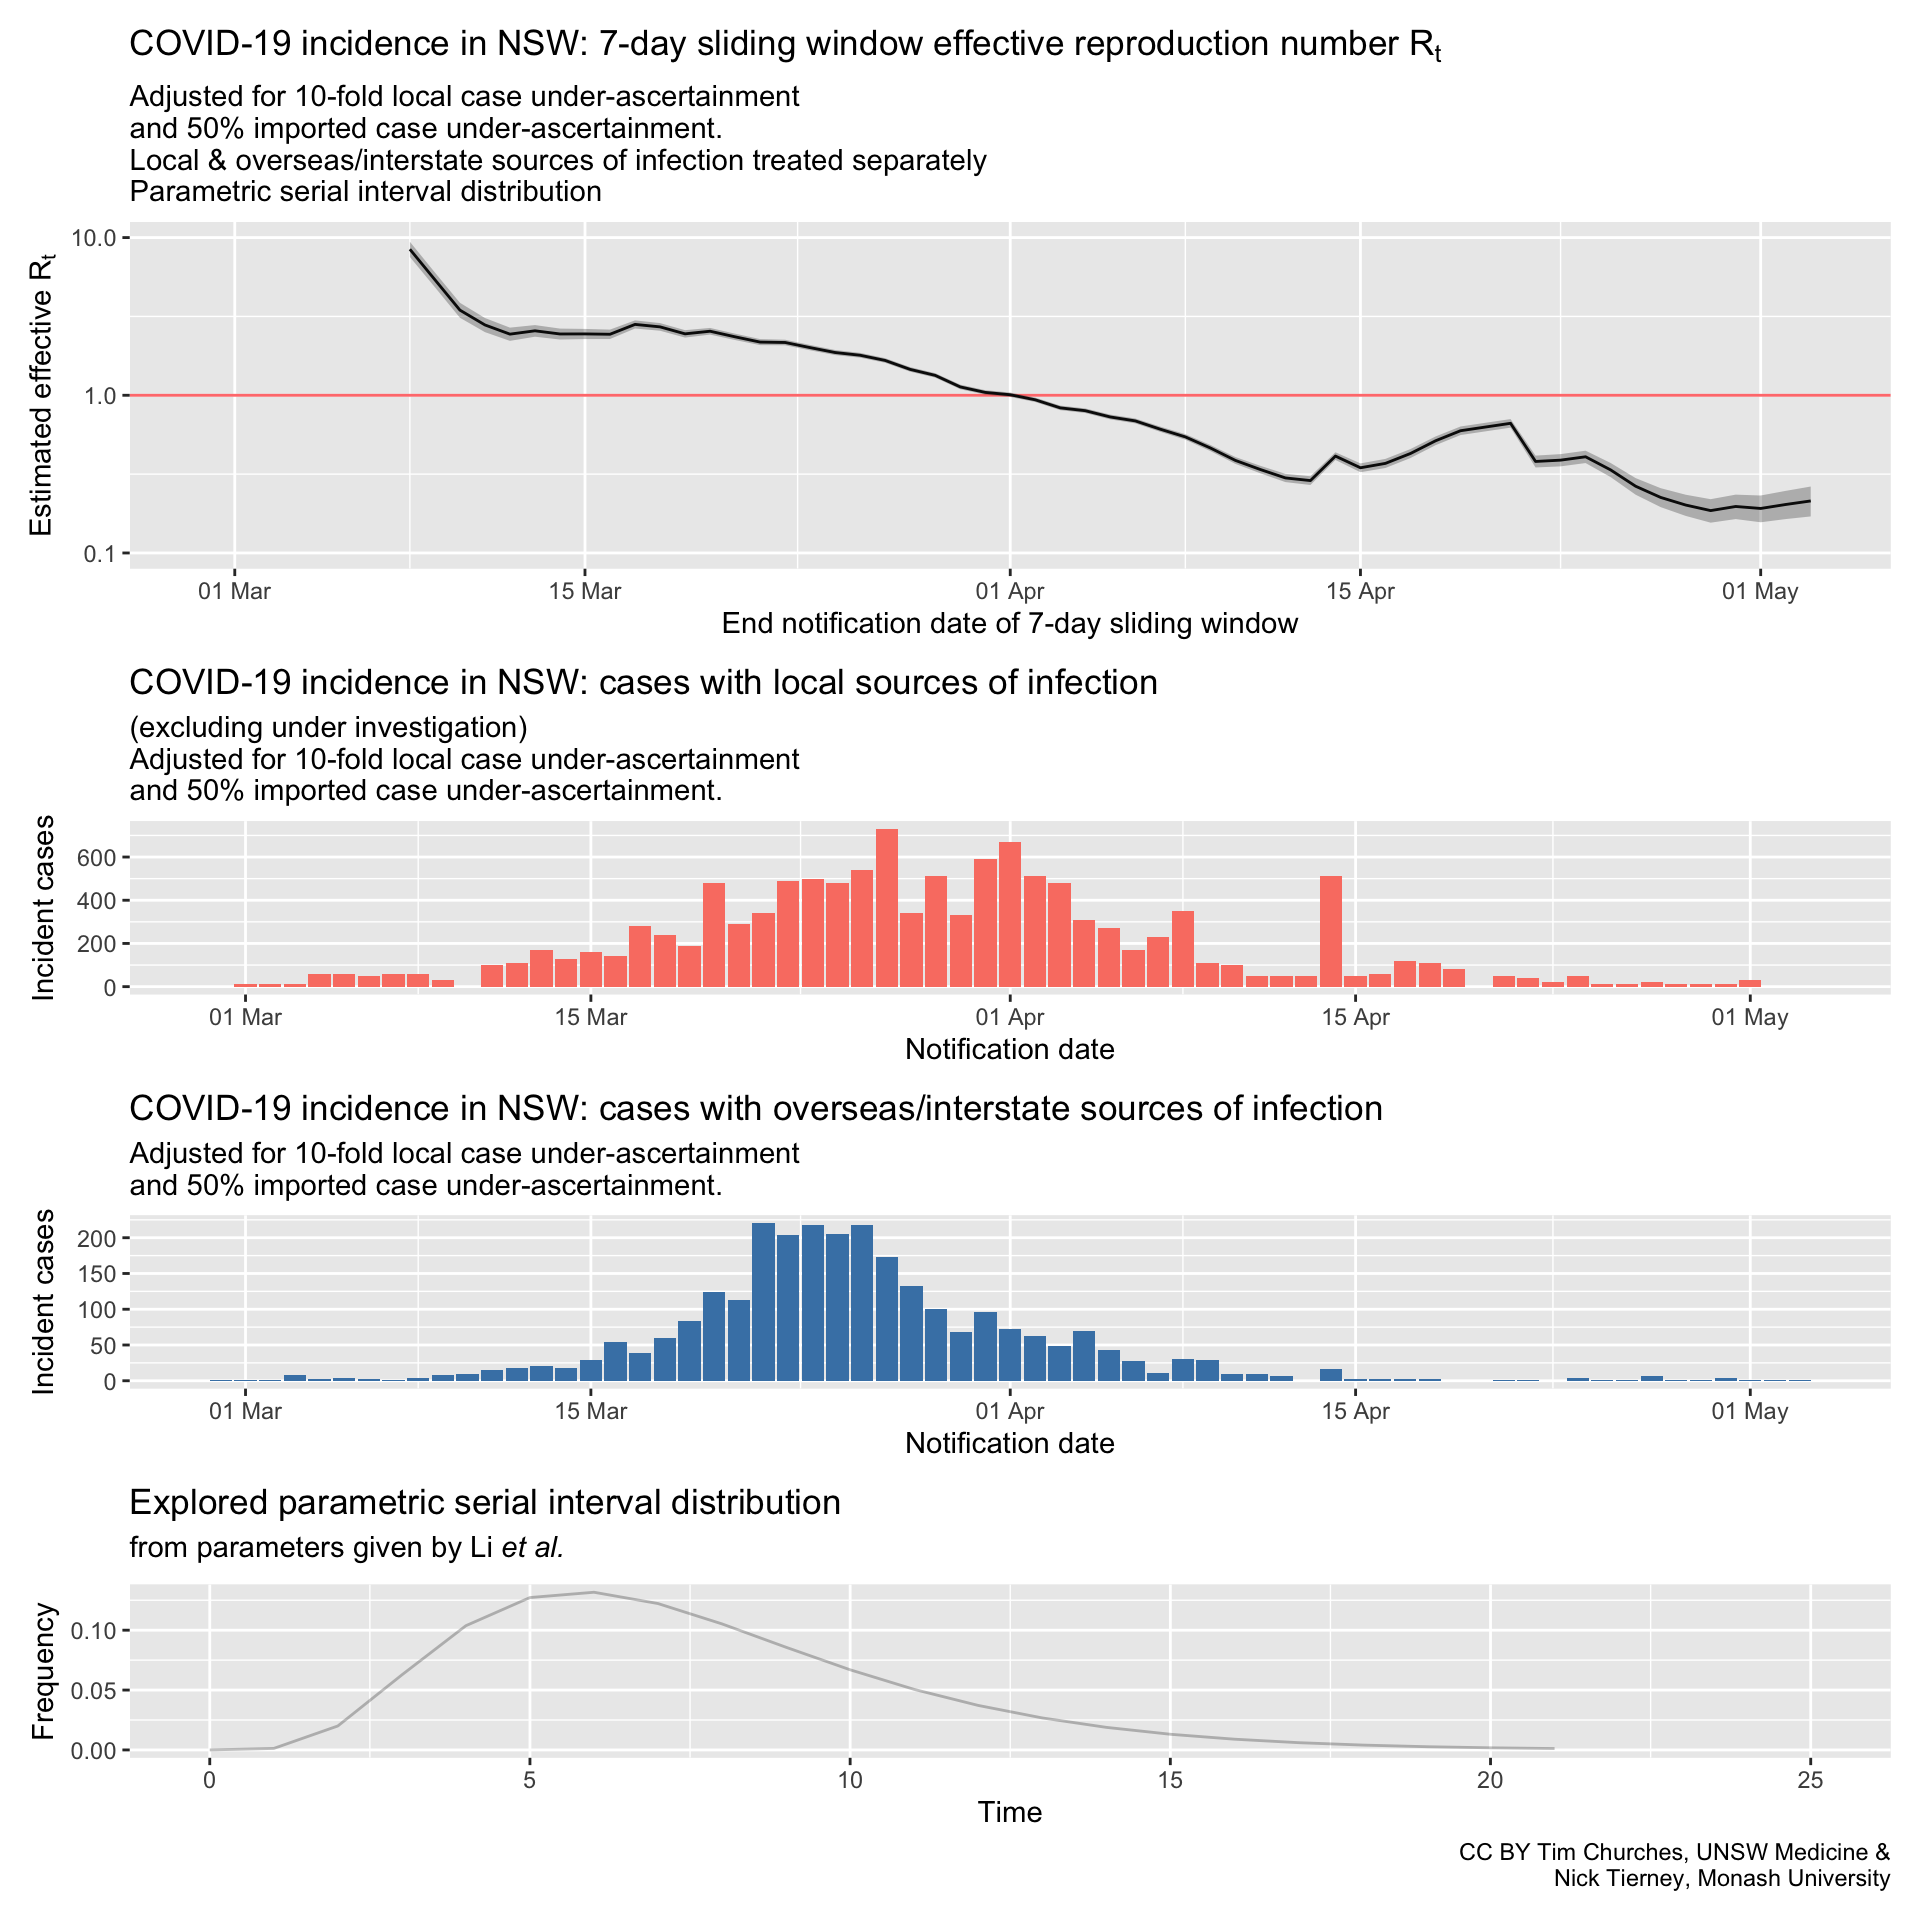 COVID-19 incidence in NSW: 7-day sliding window effective reproduction number Rt
Adjusted for 10-fold local case under-ascertainment
and 50% imported case under-ascertainment.
Local & overseas/interstate sources of infection treated separately
Parametric serial interval distribution
Estimated effective Rt
10.0
1.0
0.1
01 Mar
15 Mar
01 Apr
15 Apr
01 May
End notification date of 7-day sliding window
COVID-19 incidence in NSW: cases with local sources of infection
(excluding under investigation)
Adjusted for 10-fold local case under-ascertainment
and 50% imported case under-ascertainment.
Incident cases
600
400
200
0
01 Mar
15 Mar
01 Apr
15 Apr
01 May
Notification date
COVID-19 incidence in NSW: cases with overseas/interstate sources of infection
Adjusted for 10-fold local case under-ascertainment
and 50% imported case under-ascertainment.
Incident cases
200
150
100
50
0
01 Mar
15 Mar
01 Apr
15 Apr
01 May
Notification date
Explored parametric serial interval distribution
from parameters given by Li et al.
Frequency
0.10
0.05
0.00
0
5
10
15
20
25
Time
CC BY Tim Churches, UNSW Medicine &
Nick Tierney, Monash University